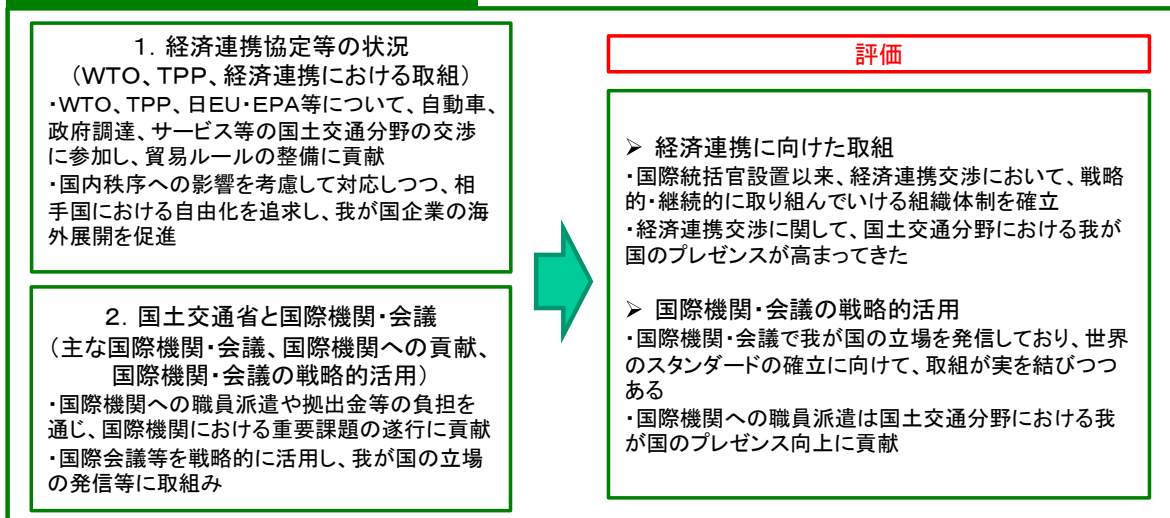 1．経済連携協定等の状況
（WTO、TPP、経済連携における取組）
・WTO、TPP、日EU・EPA等について、自動車、
政府調達、サービス等の国土交通分野の交渉
に参加し、貿易ルールの整備に貢献
・国内秩序への影響を考慮して対応しつつ、相
手国における自由化を追求し、我が国企業の海
外展開を促進
2．国土交通省と国際機関・会議
（主な国際機関・会議、国際機関への貢献、
国際機関・会議の戦略的活用）
・国際機関への職員派遣や拠出金等の負担を
通じ、国際機関における重要課題の遂行に貢献
・国際会議等を戦略的に活用し、我が国の立場
の発信等に取組み
評価
➢ 経済連携に向けた取組
・国際統括官設置以来、経済連携交渉において、戦略
的・継続的に取り組んでいける組織体制を確立
・経済連携交渉に関して、国土交通分野における我が
国のプレゼンスが高まってきた
➢ 国際機関・会議の戦略的活用
・国際機関・会議で我が国の立場を発信しており、世界
のスタンダードの確立に向けて、取組が実を結びつつ
ある
・国際機関への職員派遣は国土交通分野における我
が国のプレゼンス向上に貢献